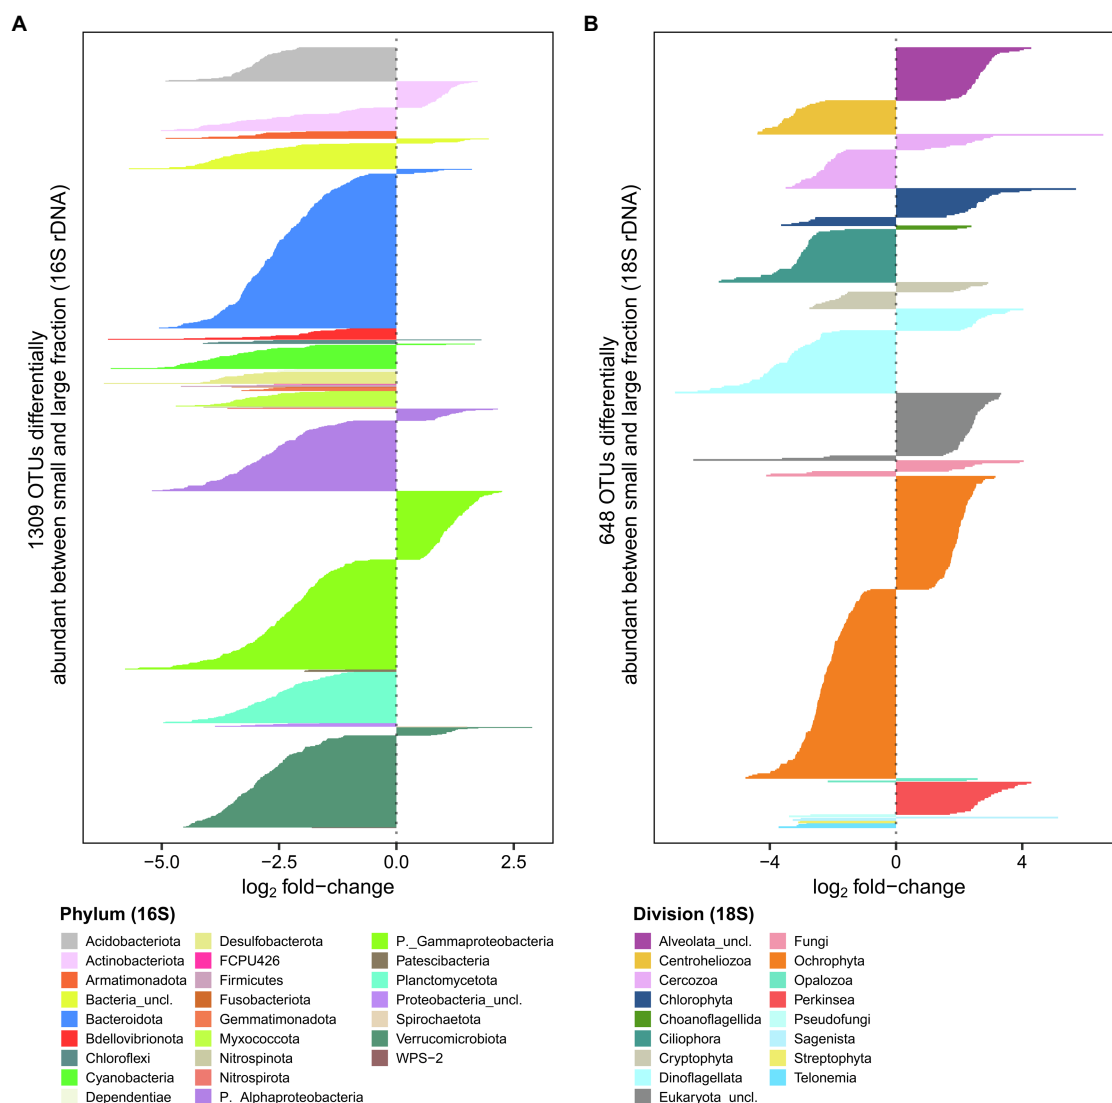 A
B
1309 OTUs differentially
abundant between small and large fraction (16S rDNA)
648 OTUs differentially
abundant between small and large fraction (18S rDNA)
−5.0 −2.5 0.0 2.5
−4 0 4
log2 fold−change
log2 fold−change
Phylum (16S)
Acidobacteriota
Actinobacteriota
Armatimonadota
Bacteria_uncl.
Bacteroidota
Bdellovibrionota
Chloroflexi
Cyanobacteria
Dependentiae
Desulfobacterota
FCPU426
Firmicutes
Fusobacteriota
Gemmatimonadota
Myxococcota
Nitrospinota
Nitrospirota
P._Alphaproteobacteria
P._Gammaproteobacteria
Patescibacteria
Planctomycetota
Proteobacteria_uncl.
Spirochaetota
Verrucomicrobiota
WPS−2
Division (18S)
Alveolata_uncl.
Centroheliozoa
Cercozoa
Chlorophyta
Choanoflagellida
Ciliophora
Cryptophyta
Dinoflagellata
Eukaryota_uncl.
Fungi
Ochrophyta
Opalozoa
Perkinsea
Pseudofungi
Sagenista
Streptophyta
Telonemia